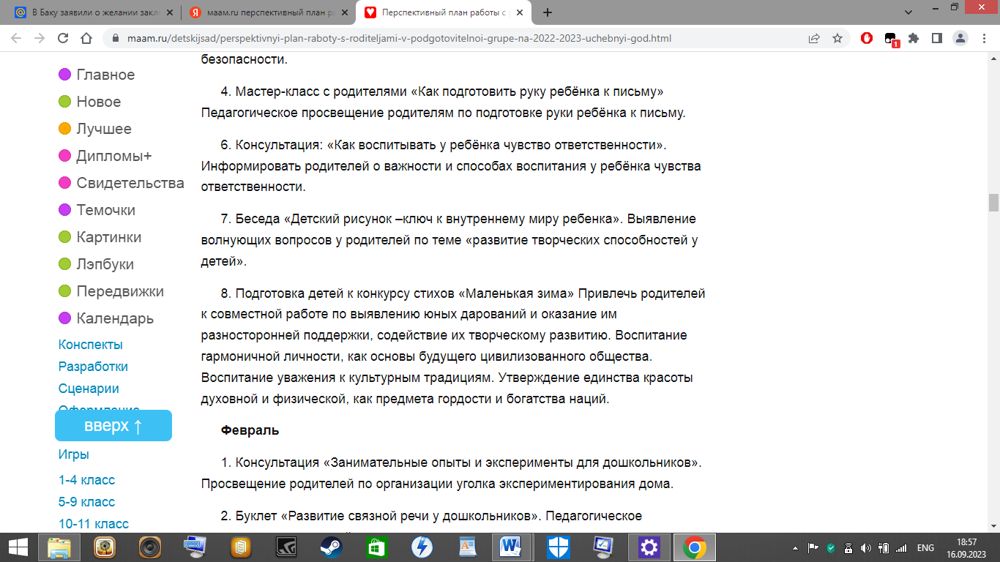 В Баку заявили о желании закл
maam.ru перспективный план ра
Перспективный план работы с р
maam.ru/detskijsad/perspektivnyi-plan-raboty-s-roditeljami-v-podgotovitelnoi-grupe-na-2022-2023-uchebnyi-god.html
1
Главное
Новое
Лучшее
Дипломы+
Свидетельства
Темочки
Картинки
Лэпбуки
Передвижки
Календарь
Конспекты
Разработки
Сценарии
Оформление
вверх ↑
Игры
1-4 класс
5-9 класс
10-11 класс
безопасности.
4. Мастер-класс с родителями «Как подготовить руку ребёнка к письму»
Педагогическое просвещение родителям по подготовке руки ребёнка к письму.
6. Консультация: «Как воспитывать у ребёнка чувство ответственности».
Информировать родителей о важности и способах воспитания у ребёнка чувства
ответственности.
7. Беседа «Детский рисунок –ключ к внутреннему миру ребенка». Выявление
волнующих вопросов у родителей по теме «развитие творческих способностей у
детей».
8. Подготовка детей к конкурсу стихов «Маленькая зима» Привлечь родителей
к совместной работе по выявлению юных дарований и оказание им
разносторонней поддержки, содействие их творческому развитию. Воспитание
гармоничной личности, как основы будущего цивилизованного общества.
Воспитание уважения к культурным традициям. Утверждение единства красоты
духовной и физической, как предмета гордости и богатства наций.
Февраль
1. Консультация «Занимательные опыты и эксперименты для дошкольников».
Просвещение родителей по организации уголка экспериментирования дома.
2. Буклет «Развитие связной речи у дошкольников». Педагогическое
ENG
18:57
16.09.2023